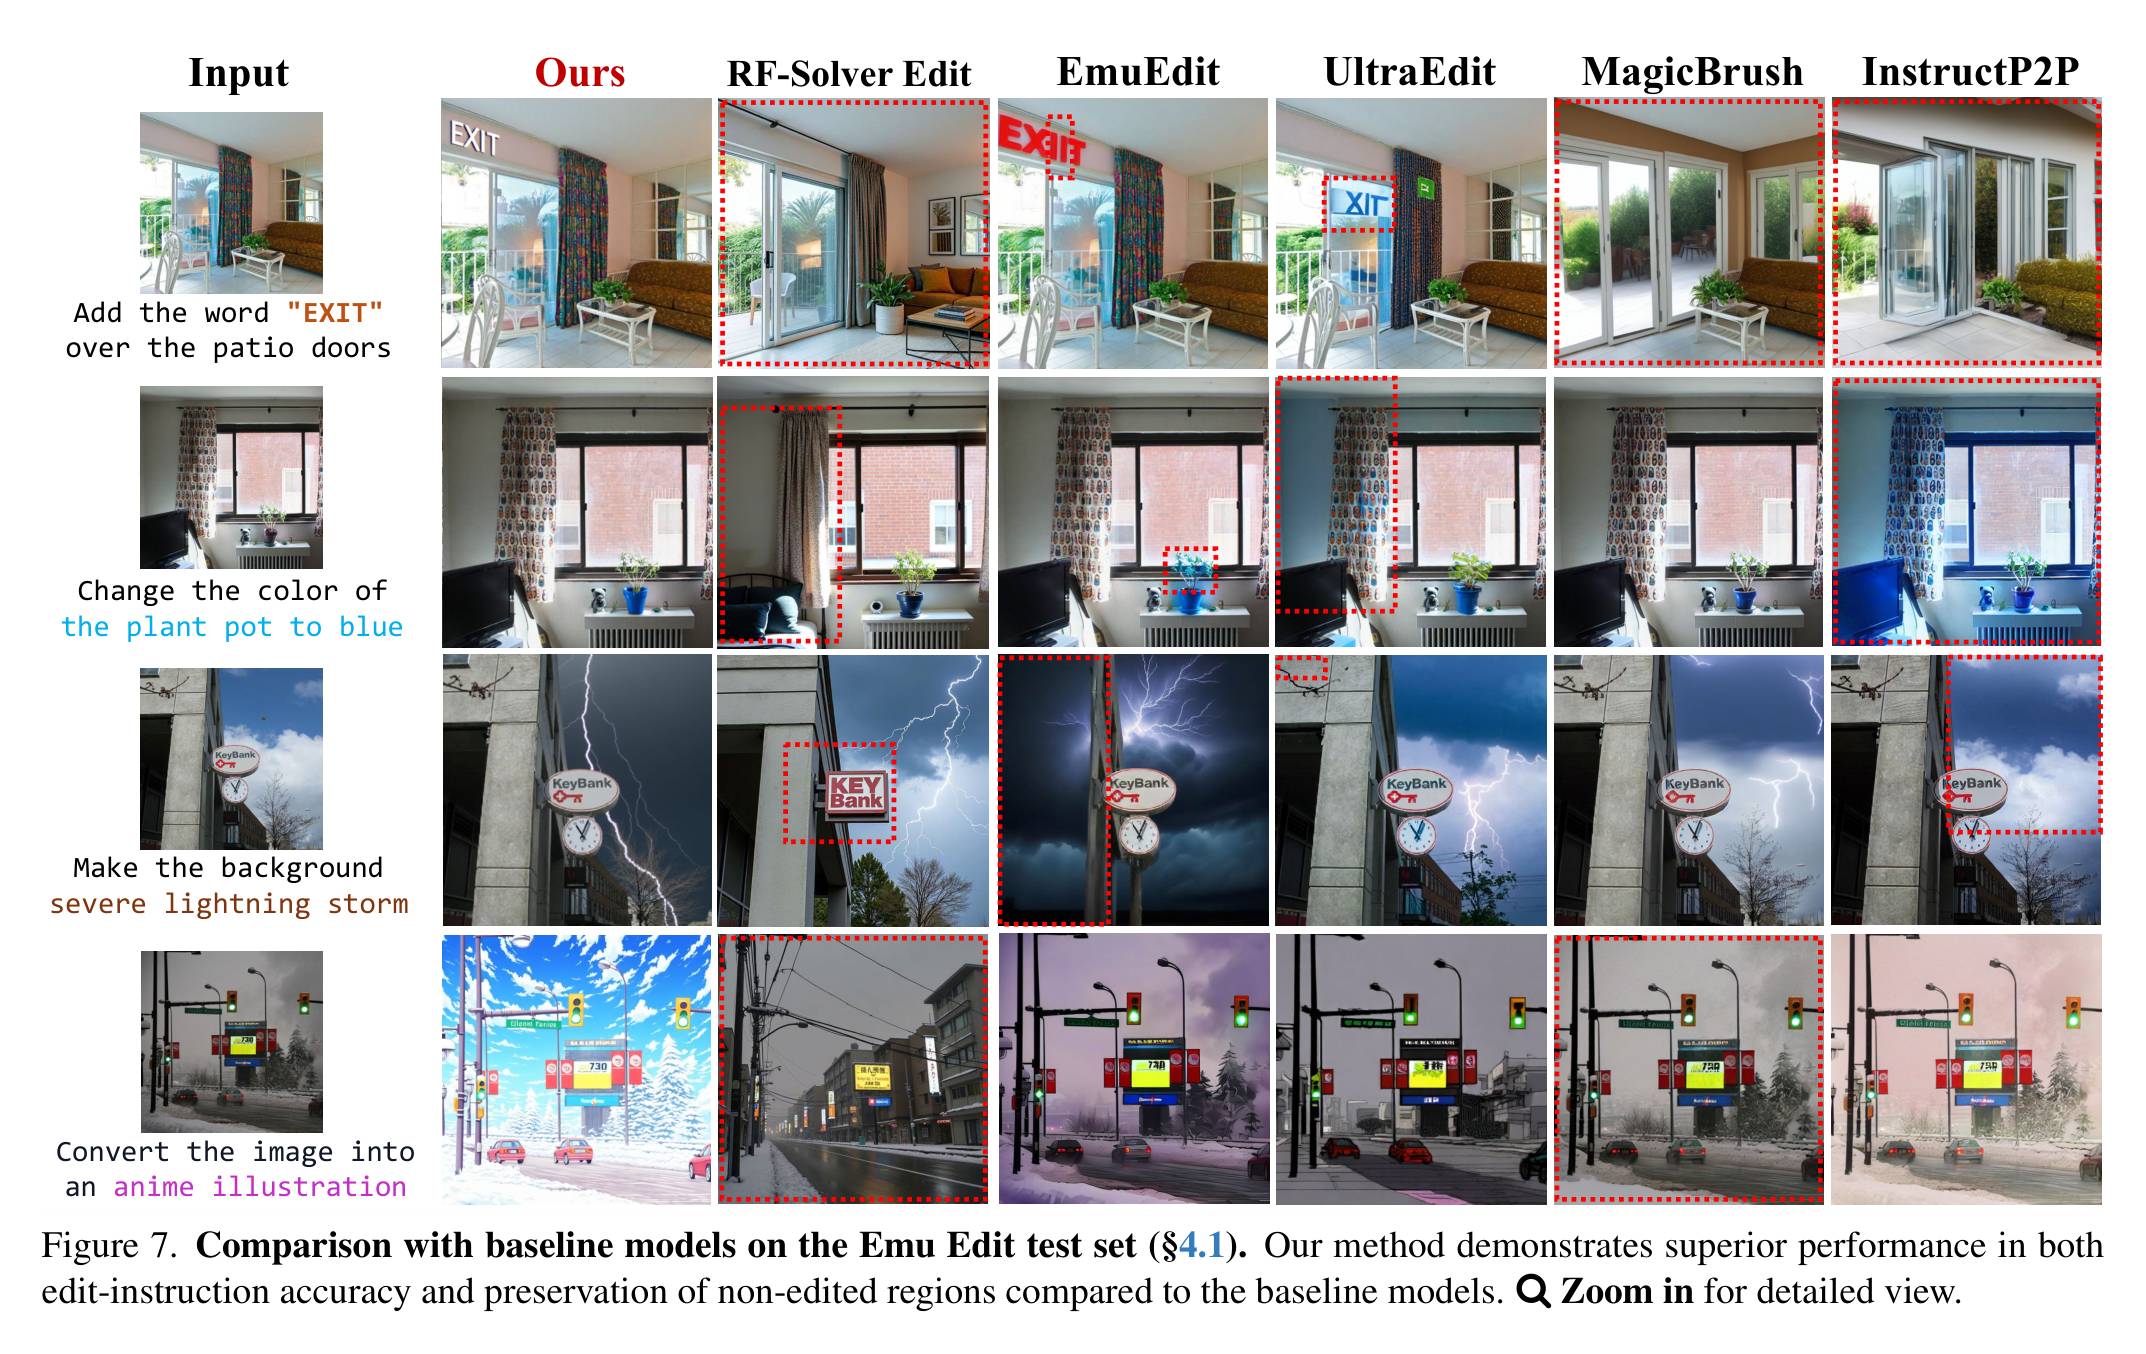 Input
Ours
RF-Solver Edit
EmuEdit
UltraEdit
MagicBrush
InstructP2P
EXIT
EXIIT
XIT
Add the word "EXIT"
over the patio doors
Change the color of
the plant pot to blue
KeyBank
KeyBank
KEY
Bank
KeyBank
KeyBank
KeyBank
KeyBank
Make the background
severe lightning storm
730
730
Convert the image into
an anime illustration
Figure 7. Comparison with baseline models on the Emu Edit test set (§4.1). Our method demonstrates superior performance in both
edit-instruction accuracy and preservation of non-edited regions compared to the baseline models. Zoom in for detailed view.